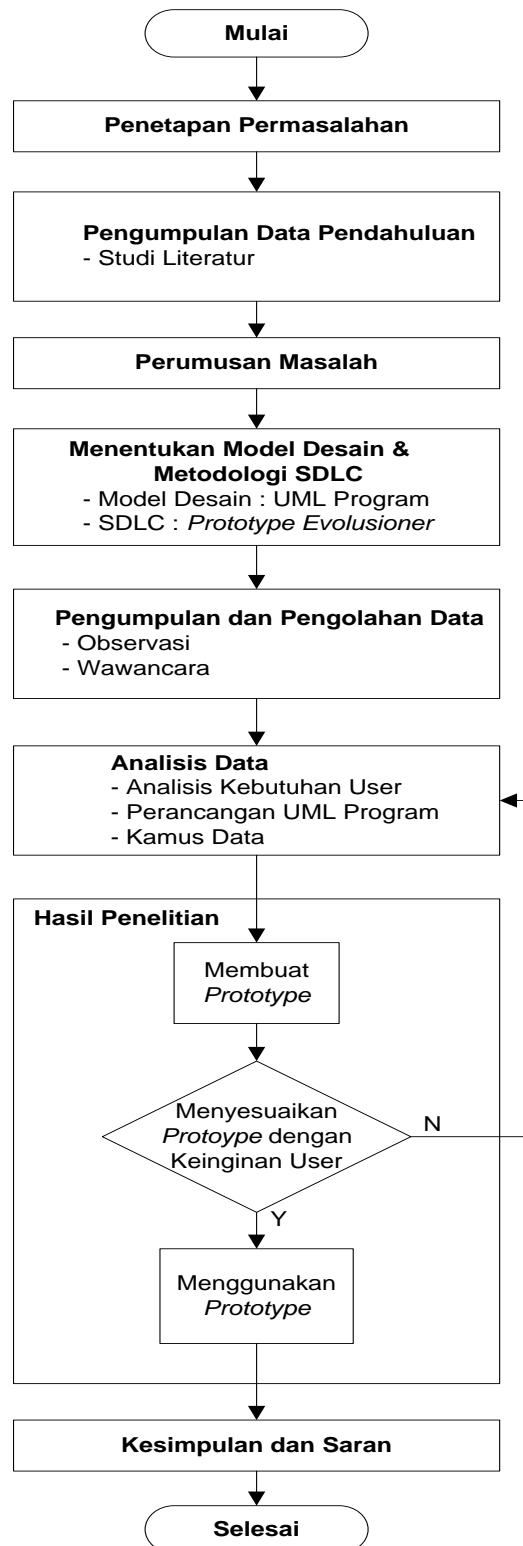 Mulai
Penetapan Permasalahan
Pengumpulan Data Pendahuluan
- Studi Literatur
Perumusan Masalah
Menentukan Model Desain &
Metodologi SDLC
- Model Desain : UML Program
- SDLC : Prototype Evolusioner
Pengumpulan dan Pengolahan Data
- Observasi
- Wawancara
Analisis Data
- Analisis Kebutuhan User
- Perancangan UML Program
- Kamus Data
Hasil Penelitian
Membuat
Prototype
Menyesuaikan
Protoype dengan
Keinginan User
N
Y
Menggunakan
Prototype
Kesimpulan dan Saran
Selesai